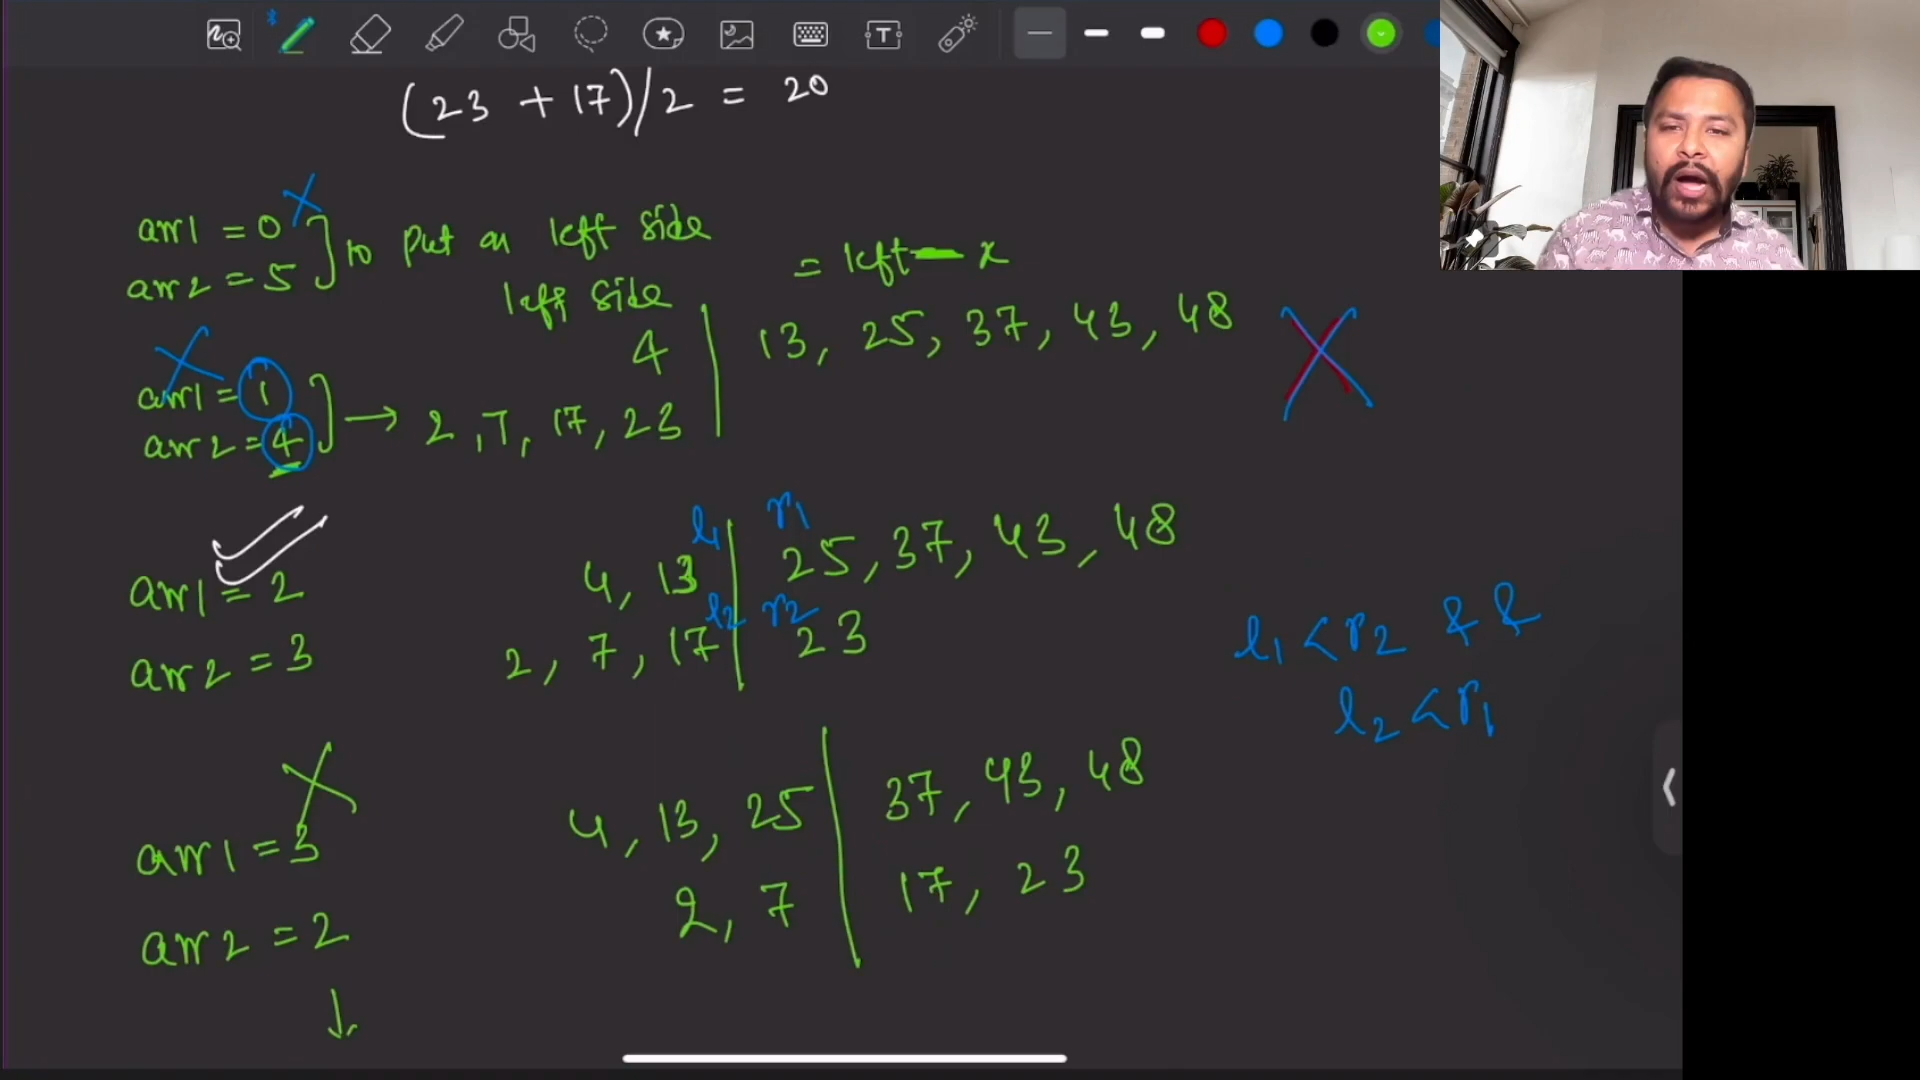 (23 + 17)/2 = 20
arr1 = 0
arr2 = 5
to put on left side
= left - x
left side
4 | 13, 25, 37, 43, 48
arr1 = 1
arr2 = 4
→ 2, 7, 17, 23
l1 r1
arr1 = 2
4, 13 | 25, 37, 43, 48
l2 r2
arr2 = 3
2, 7, 17 | 23
l1 < r2 &&
l2 < r1
arr1 = 3
4, 13, 25 | 37, 43, 48
arr2 = 2
2, 7 | 17, 23